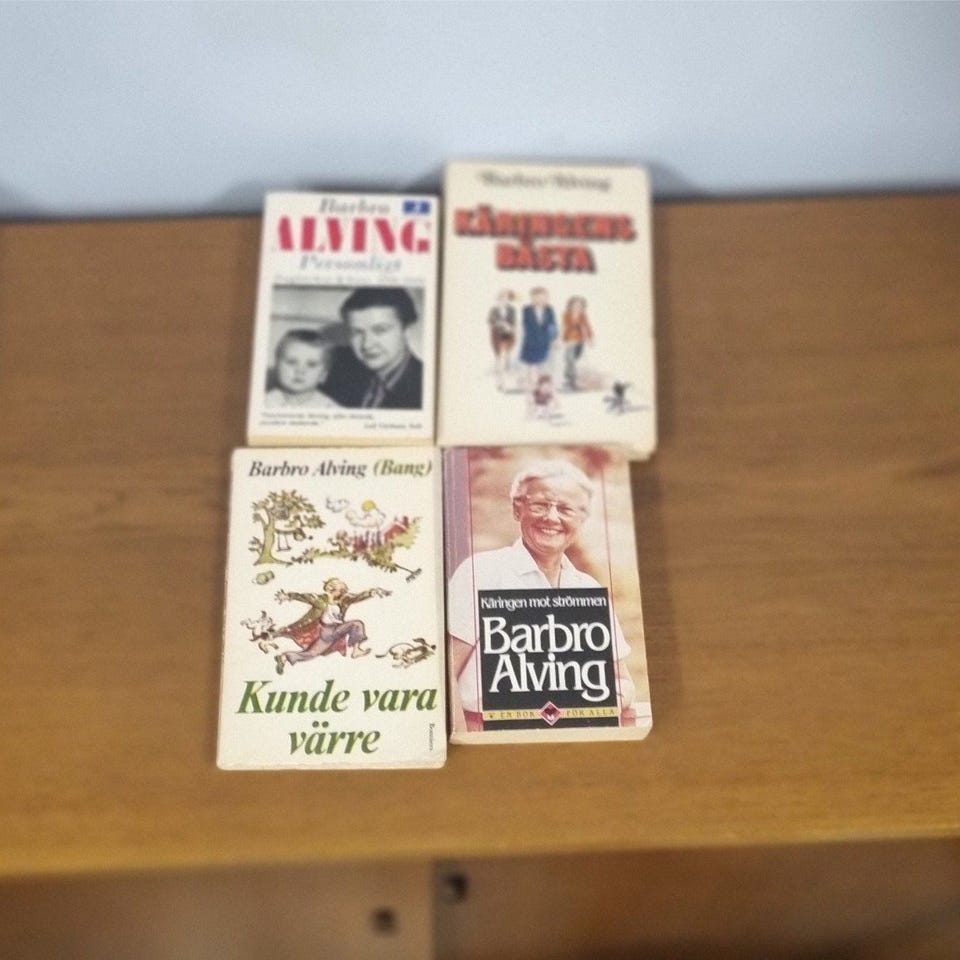 Barbro
ALVING
Personligt
Barbro Alving
KÄRINGENS
BÄSTA
Barbro Alving (Bang)
Kunde vara
värre
Bonniers
Käringen mot strömmen
Barbro
Alving
EN BOK FÖR ALLA